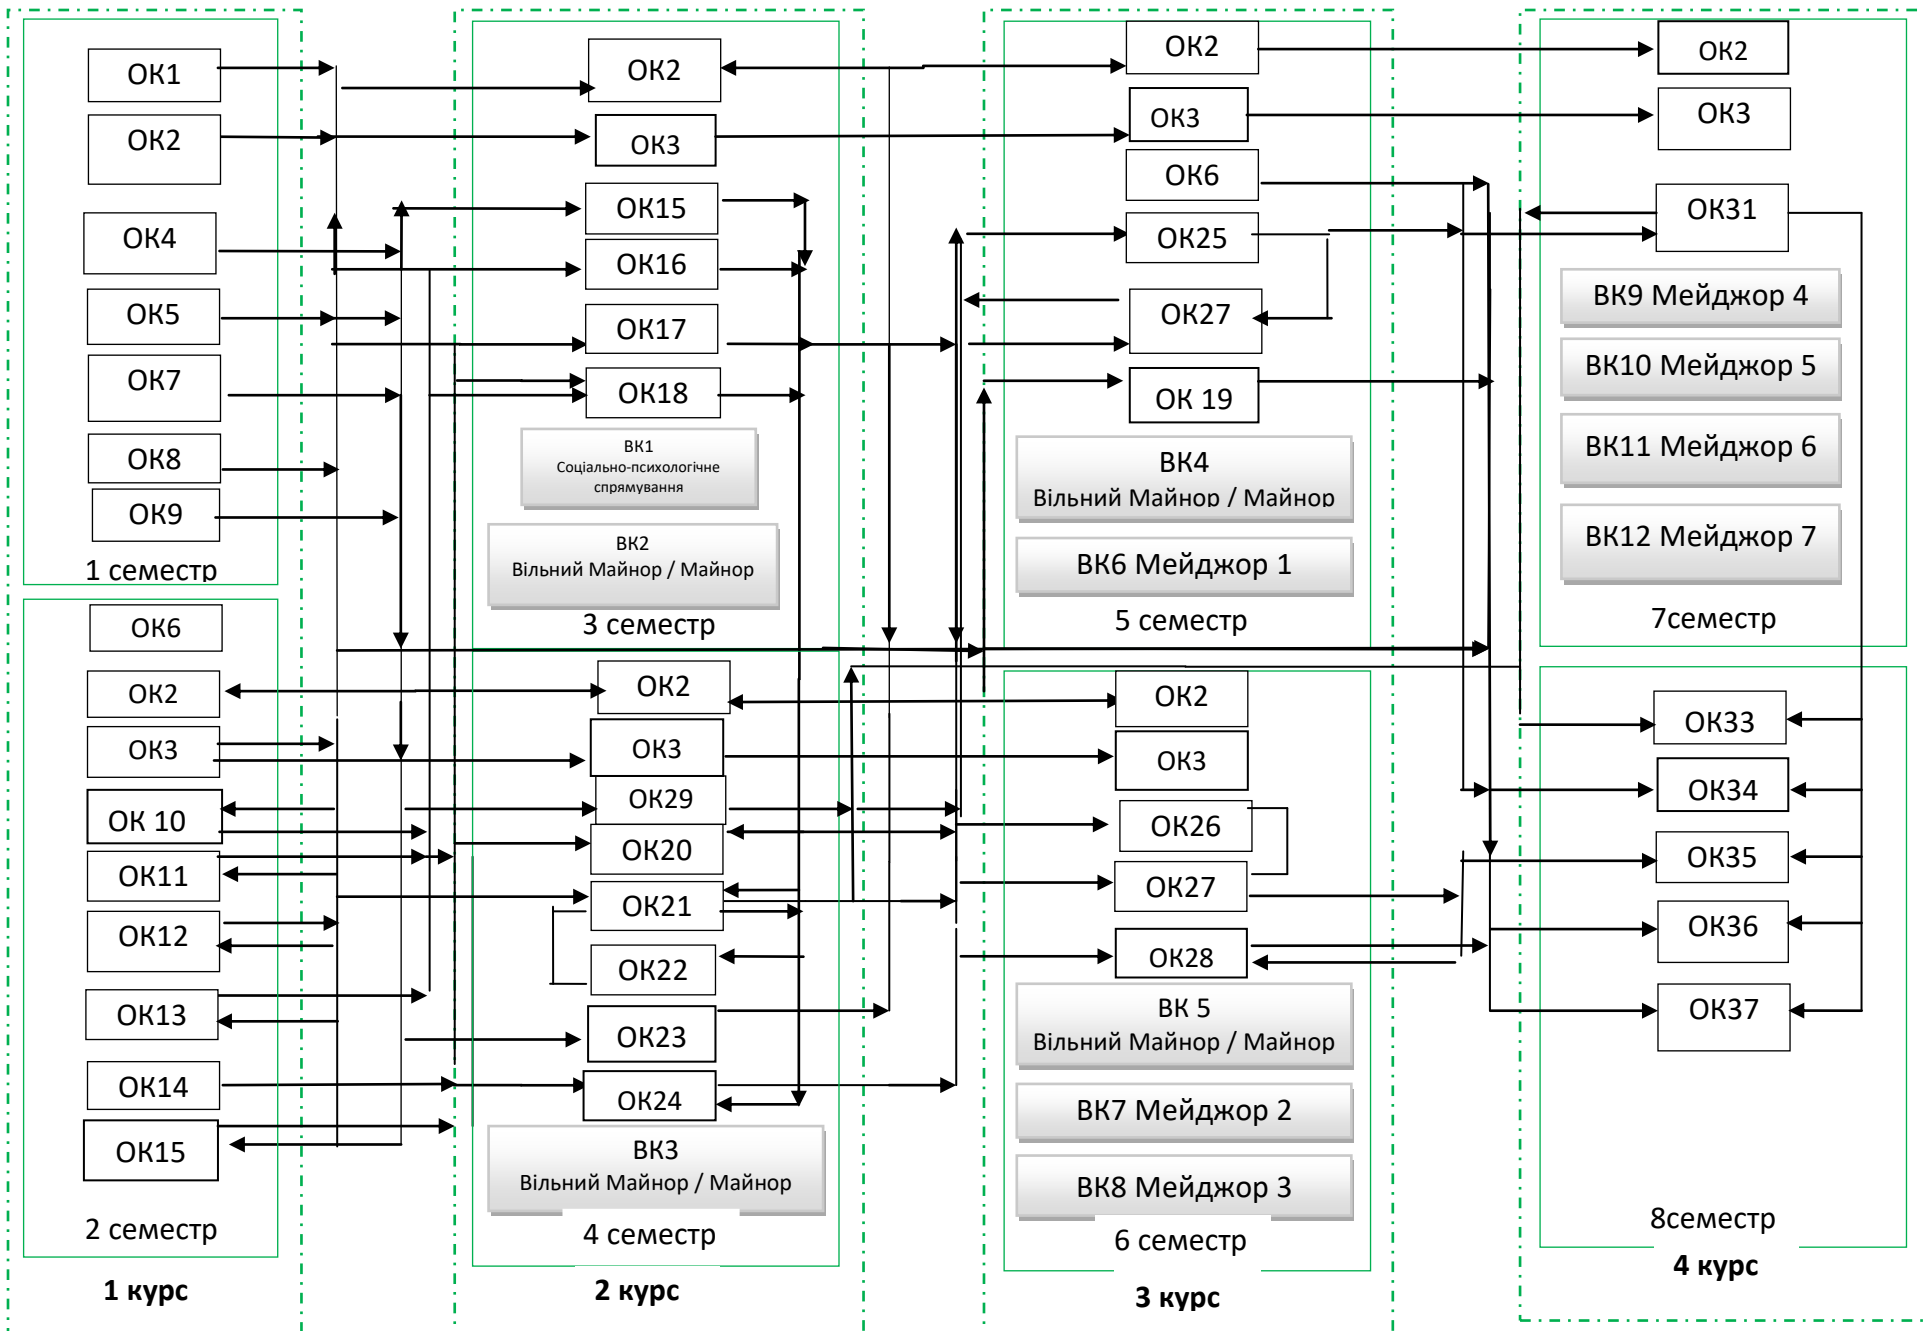 ОК1
ОК2
ОК4
ОК5
ОК7
ОК8
ОК9
1 семестр
ОК6
ОК2
ОК3
ОК 10
ОК11
ОК12
ОК13
ОК14
ОК15
2 семестр
1 курс
ОК2
ОК3
ОК15
ОК16
ОК17
ОК18
ВК1
Соціально-психологічне
спрямування
ВК2
Вільний Майнор / Майнор
3 семестр
ОК2
ОК3
ОК29
ОК20
ОК21
ОК22
ОК23
ОК24
ВК3
Вільний Майнор / Майнор
4 семестр
2 курс
ОК2
ОК3
ОК6
ОК25
ОК27
ОК 19
ВК4
Вільний Майнор / Майнор
ВК6 Мейджор 1
5 семестр
ОК2
ОК3
ОК26
ОК27
ОК28
ВК 5
Вільний Майнор / Майнор
ВК7 Мейджор 2
ВК8 Мейджор 3
6 семестр
3 курс
ОК2
ОК3
ОК31
ВК9 Мейджор 4
ВК10 Мейджор 5
ВК11 Мейджор 6
ВК12 Мейджор 7
7семестр
ОК33
ОК34
ОК35
ОК36
ОК37
8семестр
4 курс